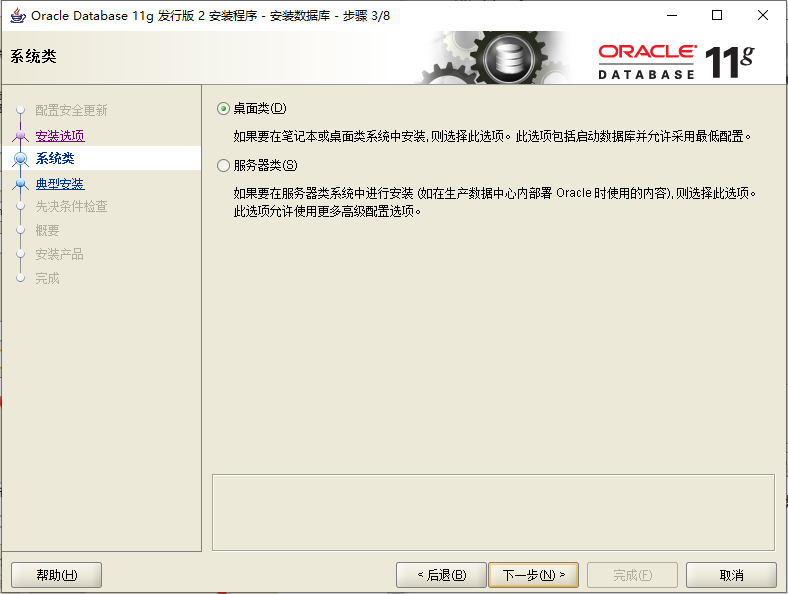 Oracle Database 11g 发行版 2 安装程序 - 安装数据库 - 步骤 3/8
系统类
ORACLE
DATABASE
11g
配置安全更新
安装选项
系统类
典型安装
先决条件检查
概要
安装产品
完成
桌面类(D)
如果要在笔记本或桌面类系统中安装,则选择此选项。此选项包括启动数据库并允许采用最低配置。
服务器类(S)
如果要在服务器类系统中进行安装 (如在生产数据中心内部署 Oracle 时使用的内容),则选择此选项。
此选项允许使用更多高级配置选项。
帮助(H)
< 后退(B)
下一步(N) >
完成(F)
取消